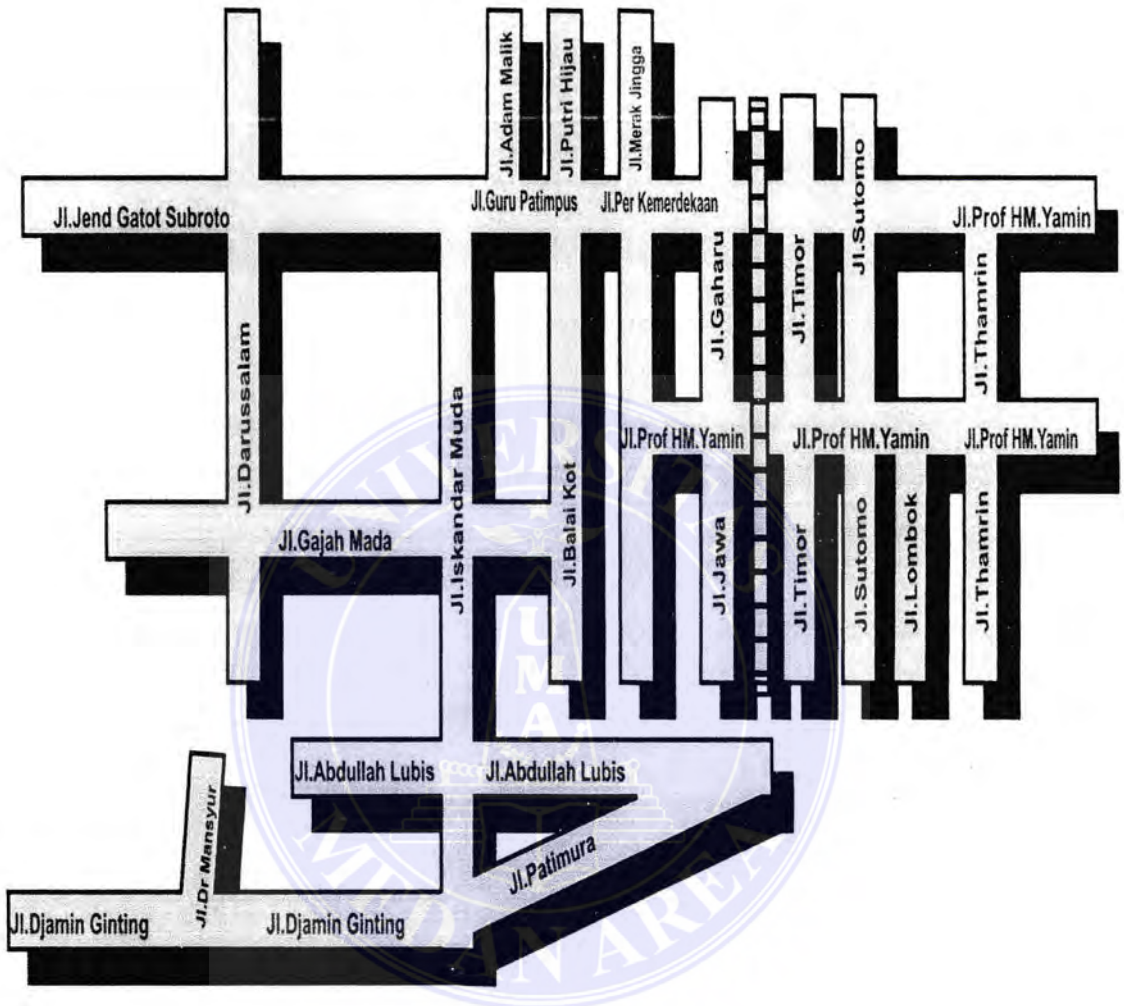 Jl.Adam Malik
Jl.Putri Hijau
Jl.Merak Jingga
Jl.Jend Gatot Subroto
Jl.Guru Patimpus
Jl.Per Kemerdekaan
Jl.Sutomo
Jl.Prof HM.Yamin
Jl.Darussalam
Jl.Iskandar Muda
Jl.Gaharu
Jl.Timor
Jl.Thamrin
Jl.Prof HM.Yamin
Jl.Prof HM.Yamin
Jl.Prof HM.Yamin
Jl.Gajah Mada
Jl.Balai Kot
Jl.Jawa
Jl.Timor
Jl.Sutomo
Jl.Lombok
Jl.Thamrin
Jl.Abdullah Lubis
Jl.Abdullah Lubis
Jl.Dr Mansyur
Jl.Patimura
Jl.Djamin Ginting
Jl.Djamin Ginting
UNIVERSITAS
UMA
MEDAN AREA